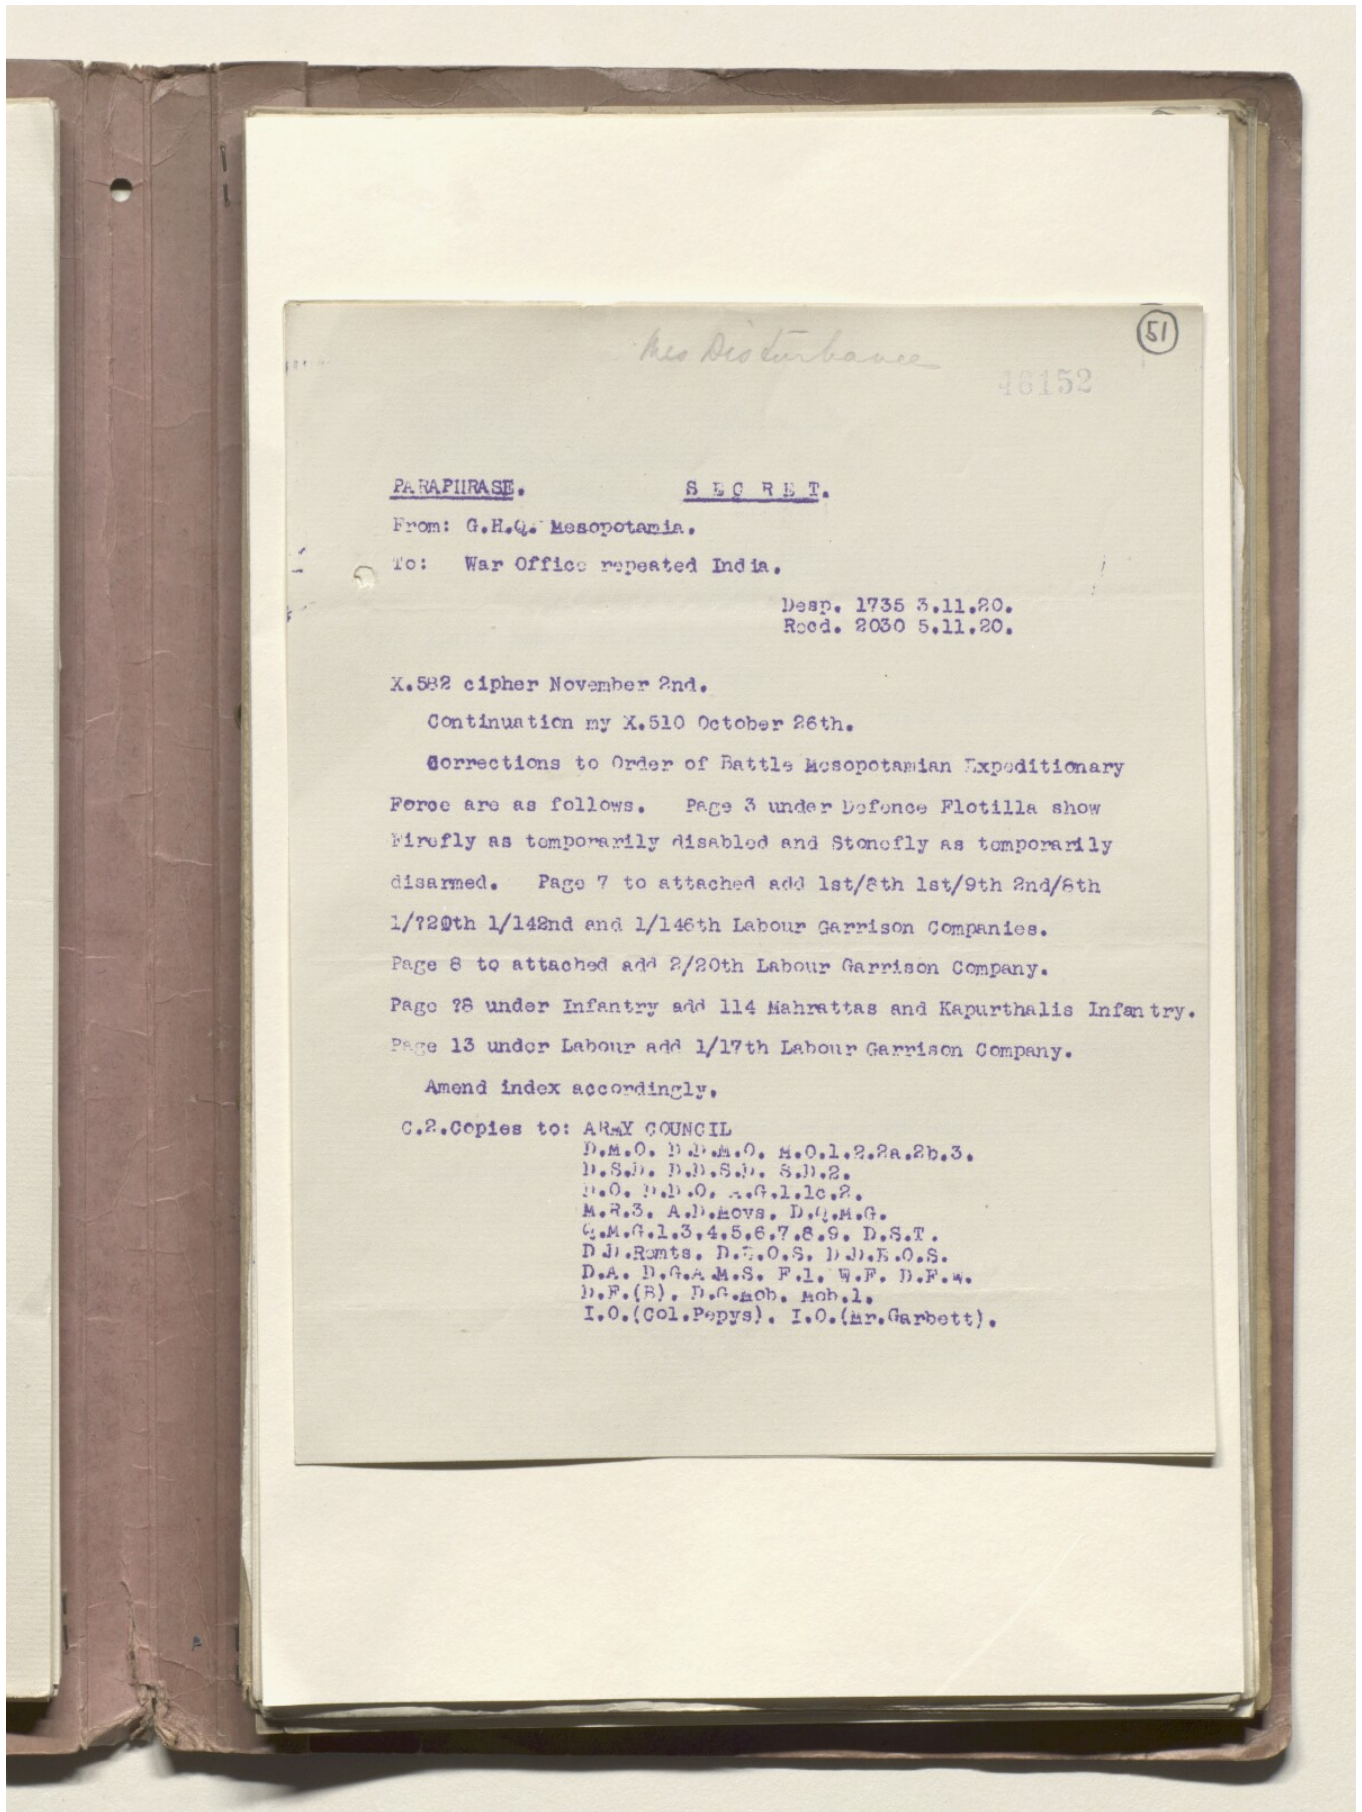 51
Mes Disturbance
46152
PARAPHRASE. SECRET.
From: G.H.Q. Mesopotamia.
To: War Office repeated India.
Desp. 1735 3.11.20.
Recd. 2030 5.11.20.
X.582 cipher November 2nd.
Continuation my X.510 October 26th.
Corrections to Order of Battle Mesopotamian Expeditionary
Force are as follows. Page 3 under Defence Flotilla show
Firefly as temporarily disabled and Stonefly as temporarily
disarmed. Page 7 to attached add 1st/8th 1st/9th 2nd/8th
1/?20th 1/142nd and 1/146th Labour Garrison Companies.
Page 8 to attached add 2/20th Labour Garrison Company.
Page ?8 under Infantry add 114 Mahrattas and Kapurthalis Infantry.
Page 13 under Labour add 1/17th Labour Garrison Company.
Amend index accordingly.
C.2.Copies to: ARMY COUNCIL
D.M.O. D.D.M.O. M.O.1.2.2a.2b.3.
D.S.D. D.D.S.D. S.D.2.
D.O. D.D.O. A.G.1.1c.2.
M.R.3. A.D.Movs. D.Q.M.G.
Q.M.G.1.3.4.5.6.7.8.9. D.S.T.
D.D.Romts. D.E.O.S. D.D.E.O.S.
D.A. D.G.A.M.S. F.1. W.F. D.F.W.
D.F.(B). D.G.Mob. Mob.1.
I.O.(Col.Pepys). I.O.(Mr.Garbett).